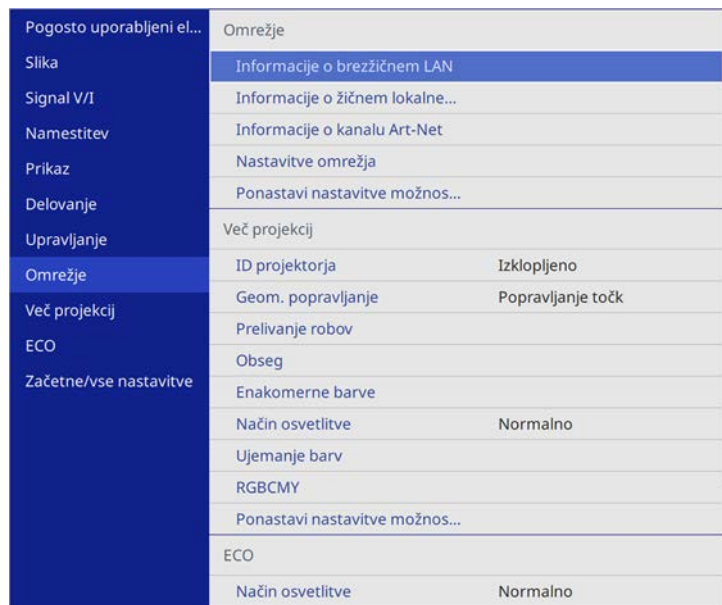 Pogosto uporabljeni el...
Slika
Signal V/I
Namestitev
Prikaz
Delovanje
Upravljanje
Omrežje
Več projekcij
ECO
Začetne/vse nastavitve
Omrežje
Informacije o brezžičnem LAN
Informacije o žičnem lokalne...
Informacije o kanalu Art-Net
Nastavitve omrežja
Ponastavi nastavitve možnos...
Več projekcij
ID projektorja Izklopljeno
Geom. popravljanje Popravljanje točk
Prelivanje robov
Obseg
Enakomerne barve
Način osvetlitve Normalno
Ujemanje barv
RGBCMY
Ponastavi nastavitve možnos...
ECO
Način osvetlitve Normalno